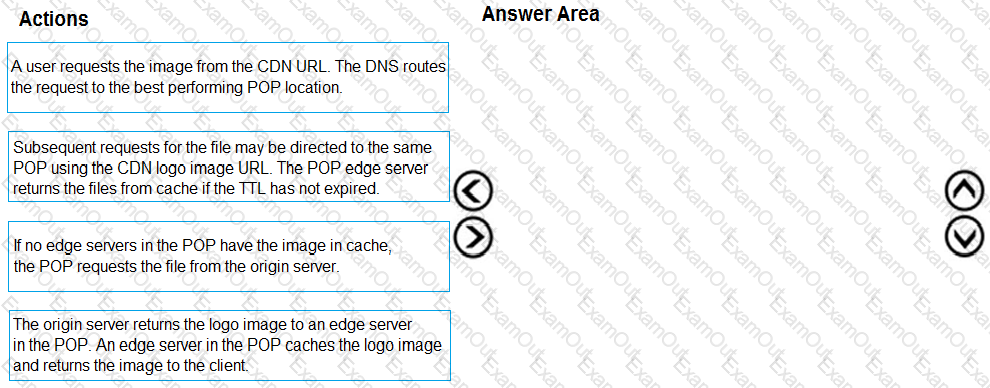 Actions
Answer Area
A user requests the image from the CDN URL. The DNS routes
the request to the best performing POP location.
Subsequent requests for the file may be directed to the same
POP using the CDN logo image URL. The POP edge server
returns the files from cache if the TTL has not expired.
If no edge servers in the POP have the image in cache,
the POP requests the file from the origin server.
The origin server returns the logo image to an edge server
in the POP. An edge server in the POP caches the logo image
and returns the image to the client.